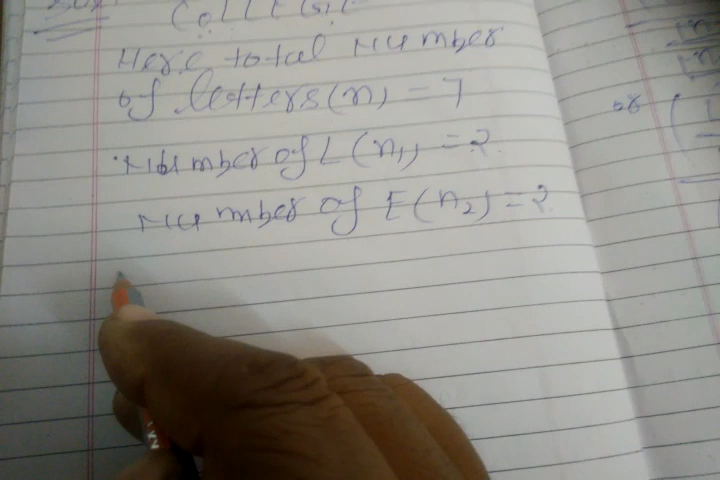 Here total Number
of letters (n) = 7
Number of L (n1) = 2
Number of E (n2) = 2